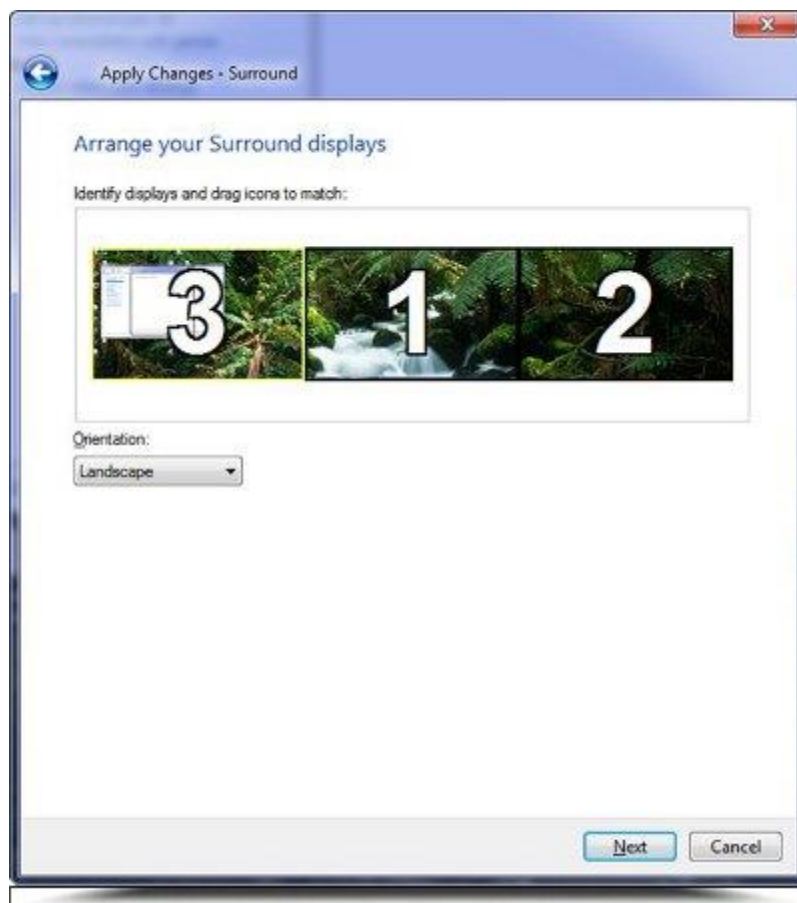 Apply Changes - Surround
Arrange your Surround displays
Identify displays and drag icons to match:
3 1 2
Orientation:
Landscape
Next Cancel